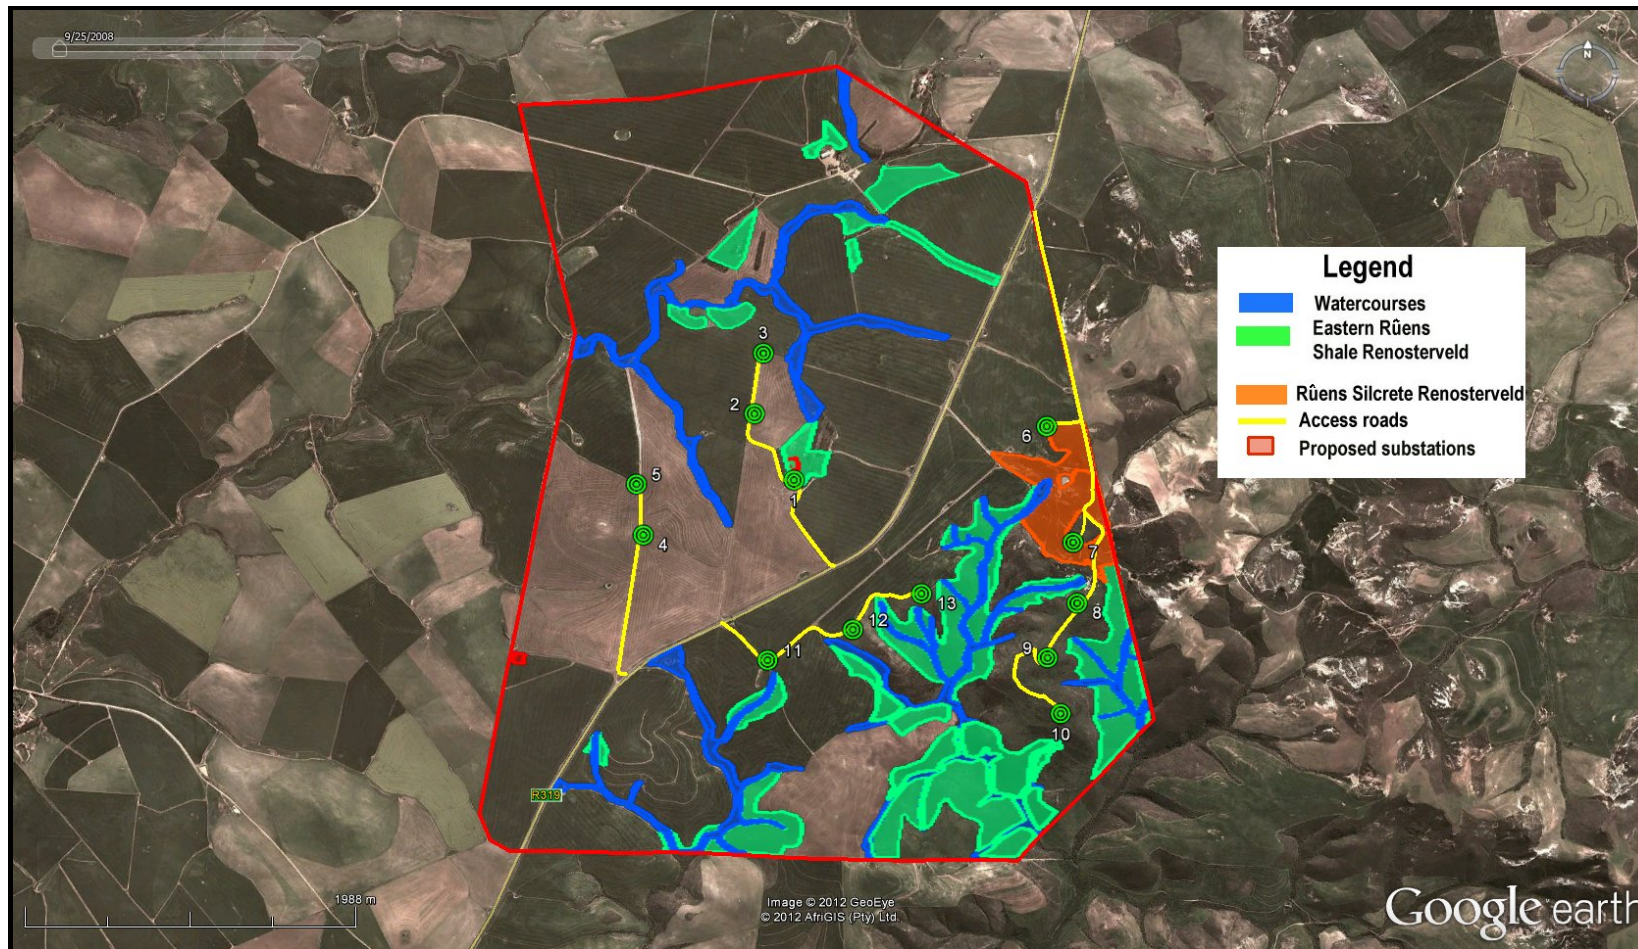 9/25/2008
N
Legend
Watercourses
Eastern Rûens
Shale Renosterveld
Rûens Silcrete Renosterveld
Access roads
Proposed substations
3
2
6
5
1
4
7
13
8
12
9
11
10
R319
1988 m
Image © 2012 GeoEye
© 2012 AfriGIS (Pty) Ltd.
Google earth